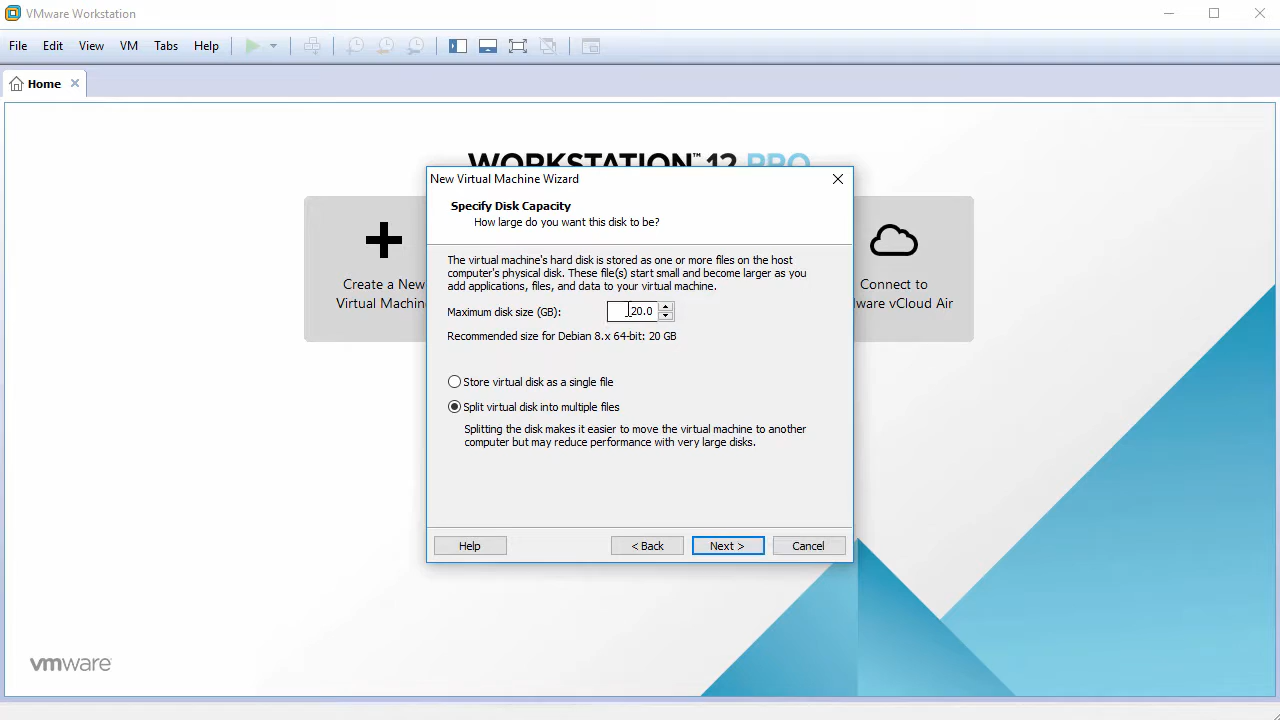 VMware Workstation
File Edit View VM Tabs Help
Home
WORKSTATION™ 12 PRO
Create a New
Virtual Machin
Connect to
ware vCloud Air
New Virtual Machine Wizard
Specify Disk Capacity
How large do you want this disk to be?
The virtual machine's hard disk is stored as one or more files on the host
computer's physical disk. These file(s) start small and become larger as you
add applications, files, and data to your virtual machine.
Maximum disk size (GB): 20.0
Recommended size for Debian 8.x 64-bit: 20 GB
Store virtual disk as a single file
Split virtual disk into multiple files
Splitting the disk makes it easier to move the virtual machine to another
computer but may reduce performance with very large disks.
Help < Back Next > Cancel
vmware